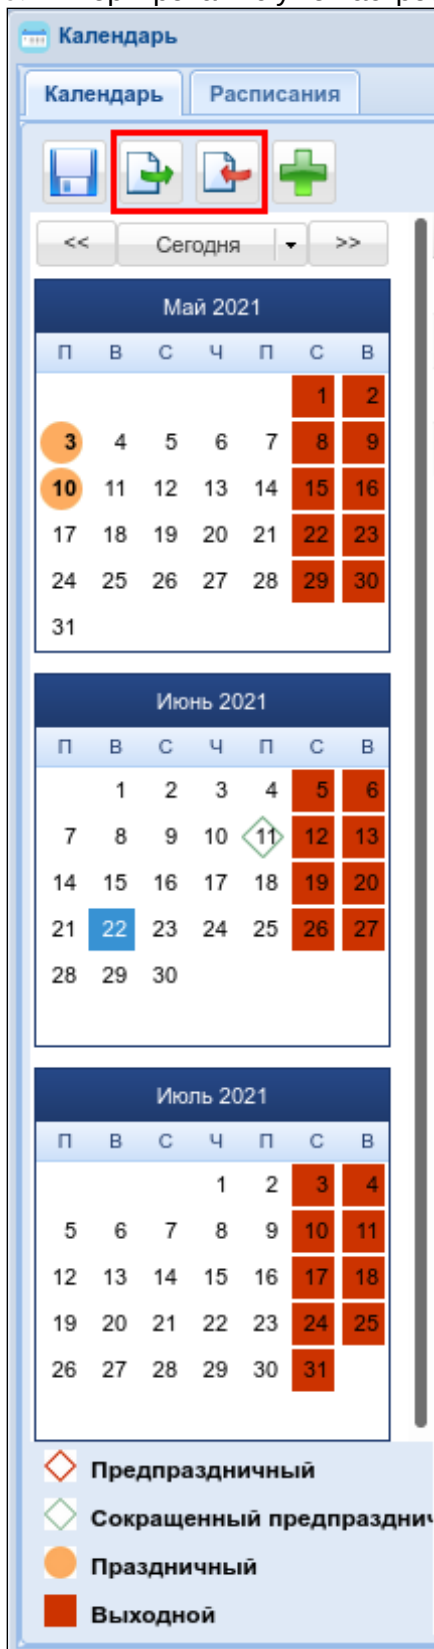 Календарь
Календарь Расписания
<< Сегодня >>
Май 2021
П В С Ч П С В
1 2
3 4 5 6 7 8 9
10 11 12 13 14 15 16
17 18 19 20 21 22 23
24 25 26 27 28 29 30
31
Июнь 2021
П В С Ч П С В
1 2 3 4 5 6
7 8 9 10 11 12 13
14 15 16 17 18 19 20
21 22 23 24 25 26 27
28 29 30
Июль 2021
П В С Ч П С В
1 2 3 4
5 6 7 8 9 10 11
12 13 14 15 16 17 18
19 20 21 22 23 24 25
26 27 28 29 30 31
Предпраздничный
Сокращенный
Праздничный
Выходной